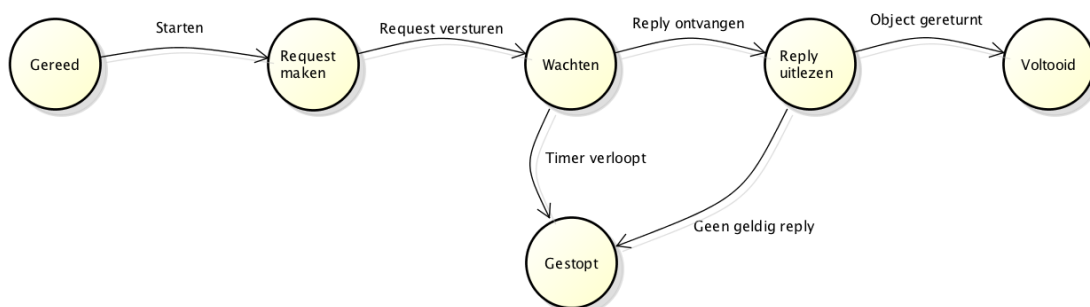 Starten
Request versturen
Reply ontvangen
Object gereturnt
Gereed
Request
maken
Wachten
Reply
uitlezen
Voltooid
Timer verloopt
Geen geldig reply
Gestopt